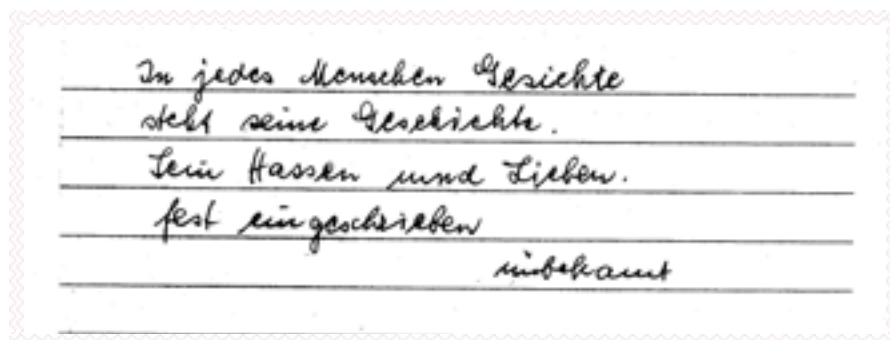 In jedes Menschen Gesichte
steht seine Geschichte.
Sein Hassen und Lieben.
fest eingeschrieben
unbekannt